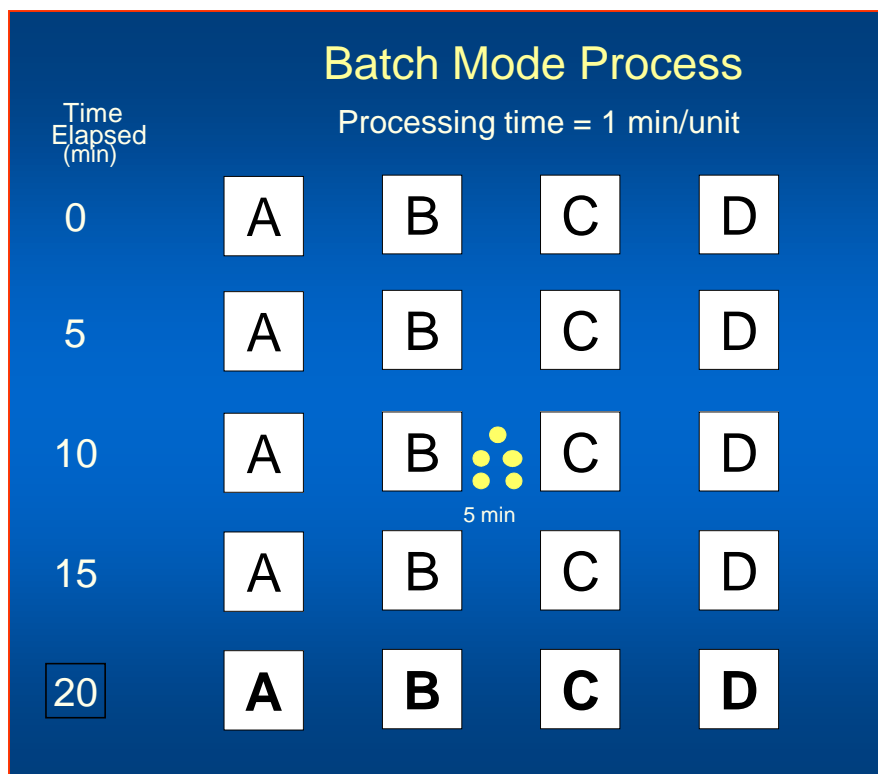 Batch Mode Process
Time
Elapsed
(min)
Processing time = 1 min/unit
0 A B C D
5 A B C D
10 A B C D
5 min
15 A B C D
20 A B C D